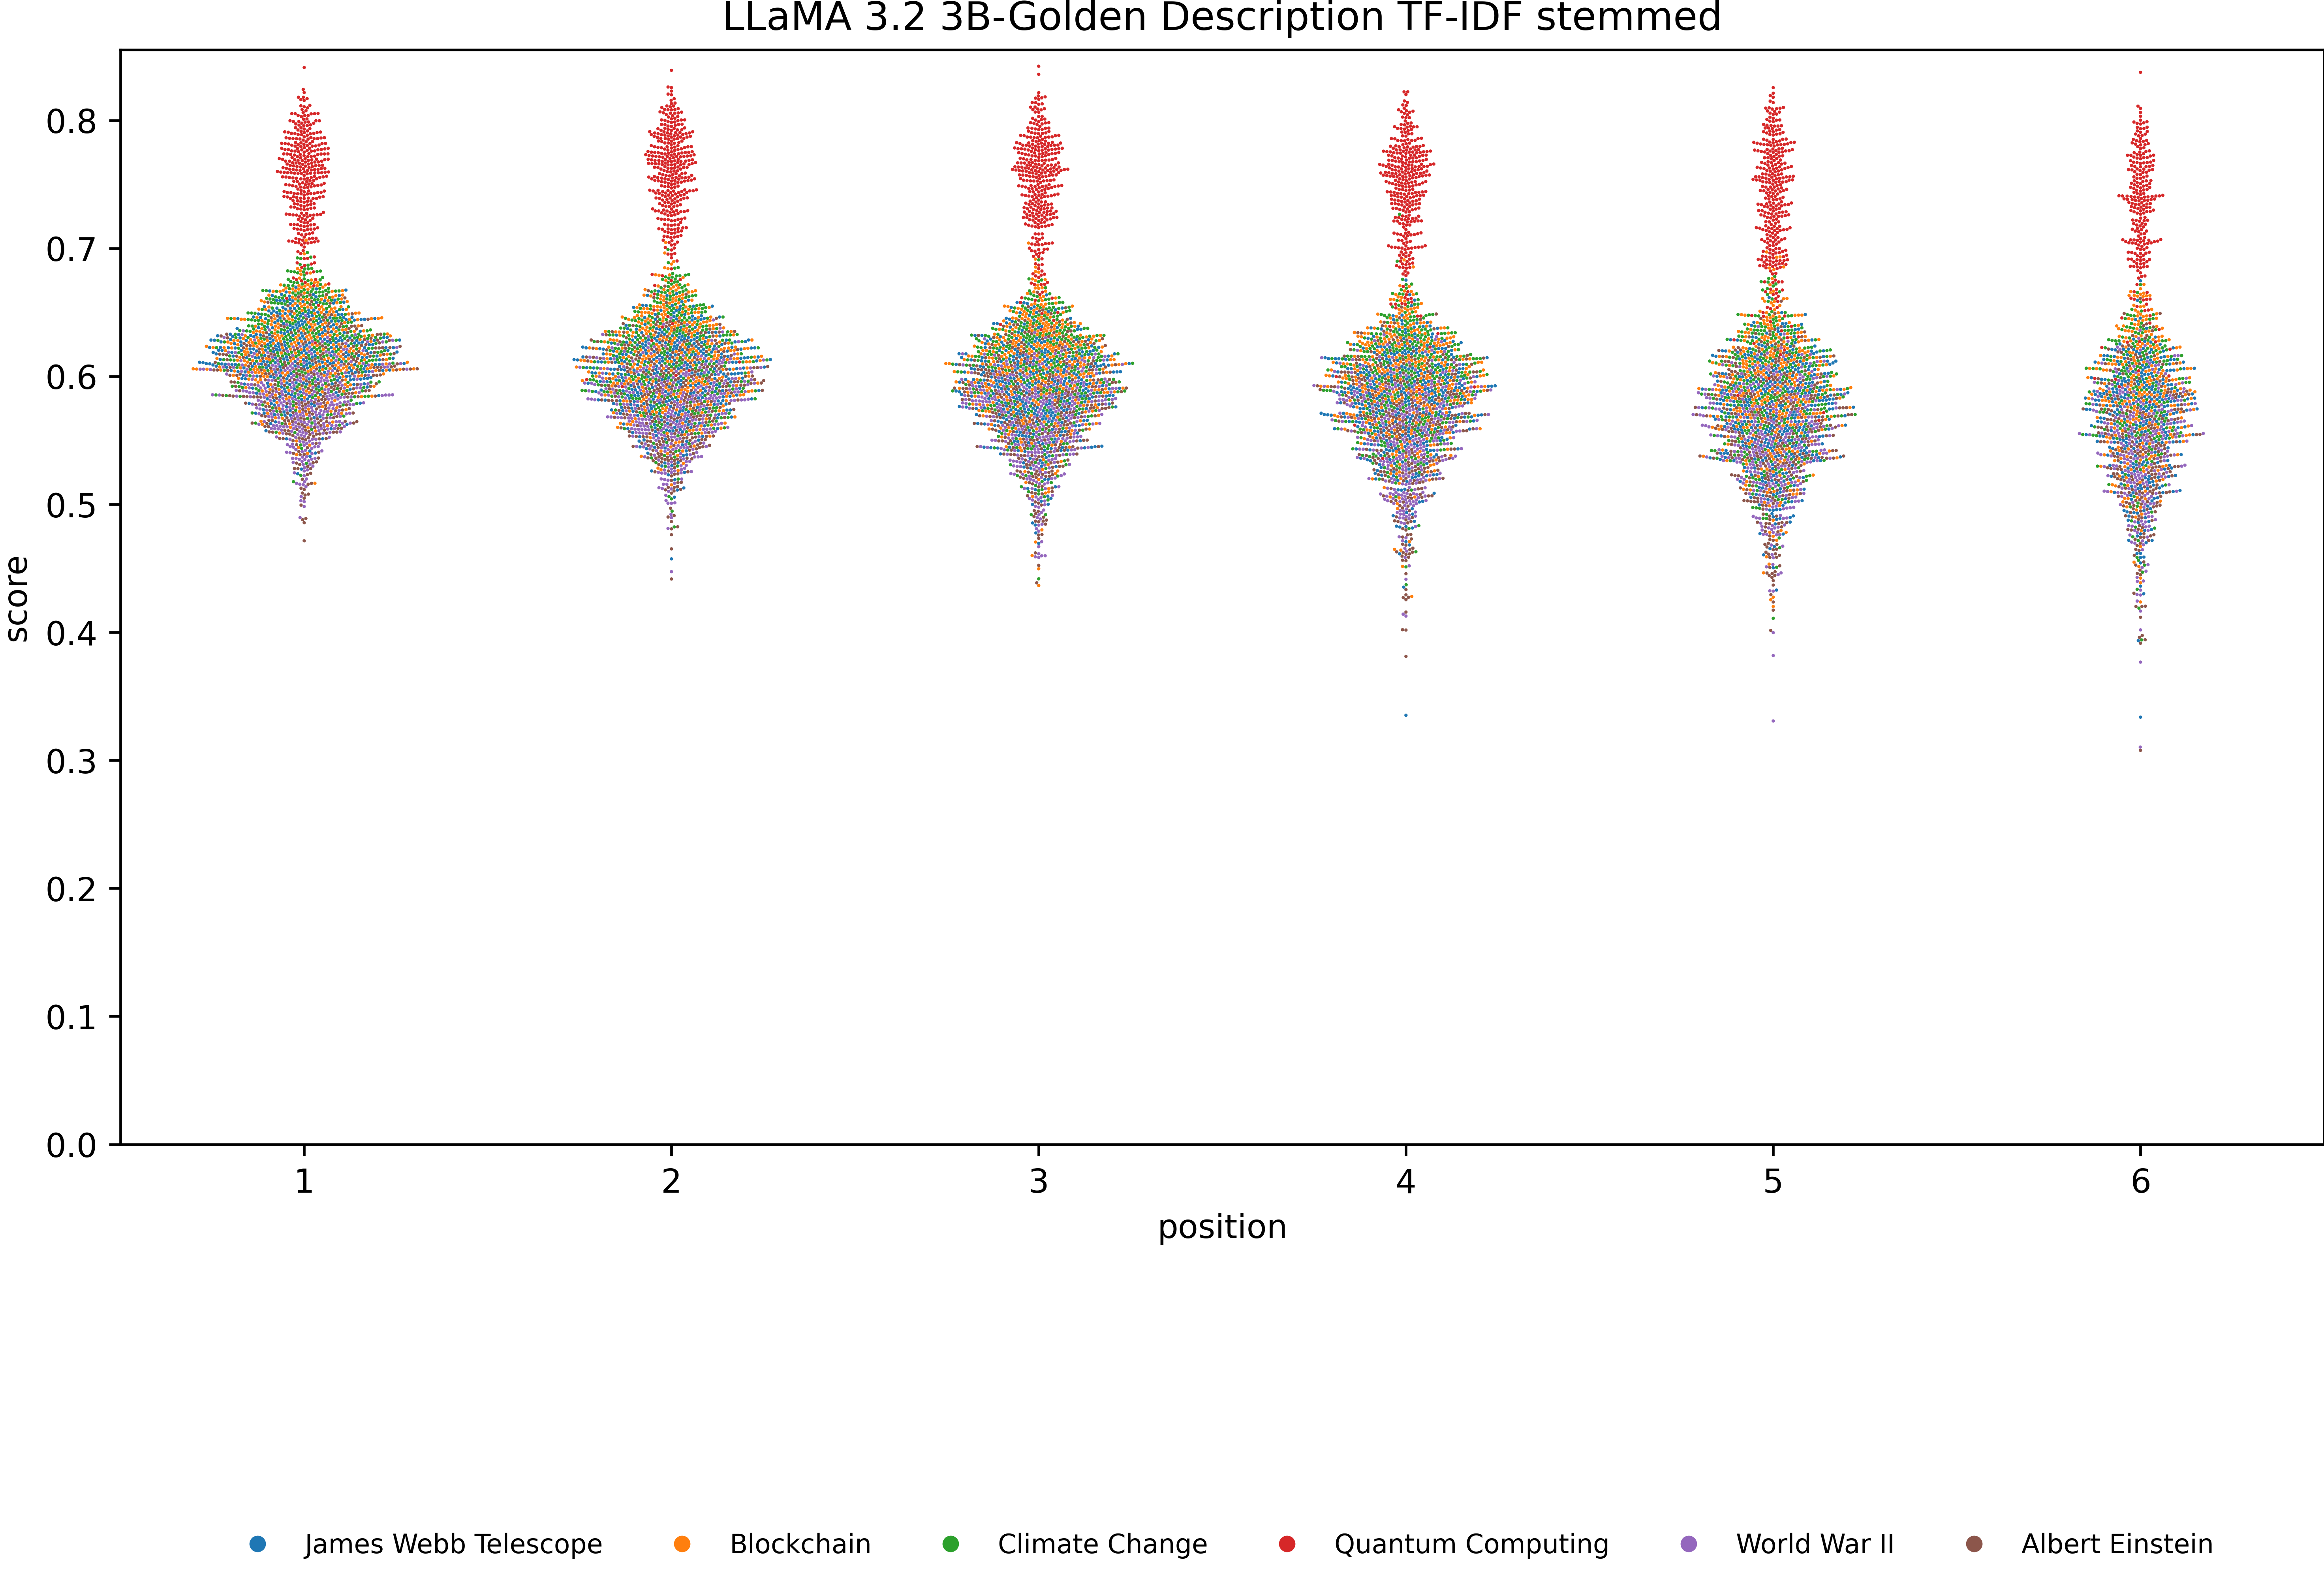 LLaMA 3.2 3B-Golden Description TF-IDF stemmed
0.8
0.7
0.6
0.5
0.4
0.3
0.2
0.1
0.0
score
1 2 3 4 5 6
position
James Webb Telescope Blockchain Climate Change Quantum Computing World War II Albert Einstein